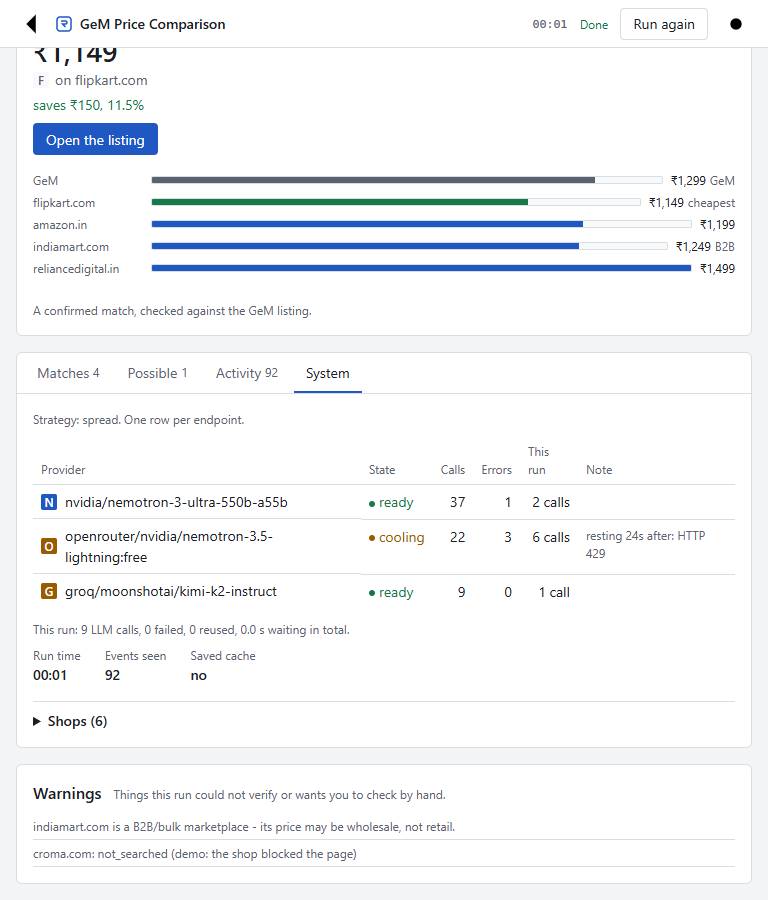 GeM Price Comparison
00:01 Done Run again
₹1,149
F on flipkart.com
saves ₹150, 11.5%
Open the listing
GeM ₹1,299 GeM
flipkart.com ₹1,149 cheapest
amazon.in ₹1,199
indiamart.com ₹1,249 B2B
reliancedigital.in ₹1,499
A confirmed match, checked against the GeM listing.
Matches 4 Possible 1 Activity 92 System
Strategy: spread. One row per endpoint.
Provider State Calls Errors This run Note
N nvidia/nemotron-3-ultra-550b-a55b ready 37 1 2 calls
O openrouter/nvidia/nemotron-3.5-lightning:free cooling 22 3 6 calls resting 24s after: HTTP 429
G groq/moonshotai/kimi-k2-instruct ready 9 0 1 call
This run: 9 LLM calls, 0 failed, 0 reused, 0.0 s waiting in total.
Run time Events seen Saved cache
00:01 92 no
Shops (6)
Warnings Things this run could not verify or wants you to check by hand.
indiamart.com is a B2B/bulk marketplace - its price may be wholesale, not retail.
croma.com: not_searched (demo: the shop blocked the page)